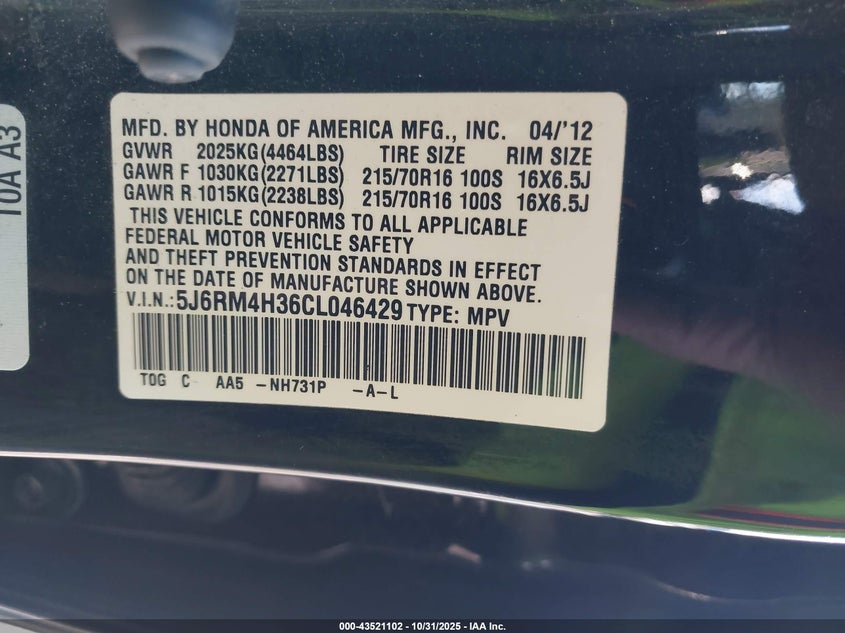 10A A3
MFD. BY HONDA OF AMERICA MFG., INC. 04/'12
GVWR 2025KG(4464LBS) TIRE SIZE RIM SIZE
GAWR F 1030KG(2271LBS) 215/70R16 100S 16X6.5J
GAWR R 1015KG(2238LBS) 215/70R16 100S 16X6.5J
THIS VEHICLE CONFORMS TO ALL APPLICABLE
FEDERAL MOTOR VEHICLE SAFETY
AND THEFT PREVENTION STANDARDS IN EFFECT
ON THE DATE OF MANUFACTURE SHOWN ABOVE.
V.I.N.: 5J6RM4H36CL046429 TYPE: MPV
TOG C AA5 -NH731P -A-L
000-43521102 - 10/31/2025 - IAA Inc.